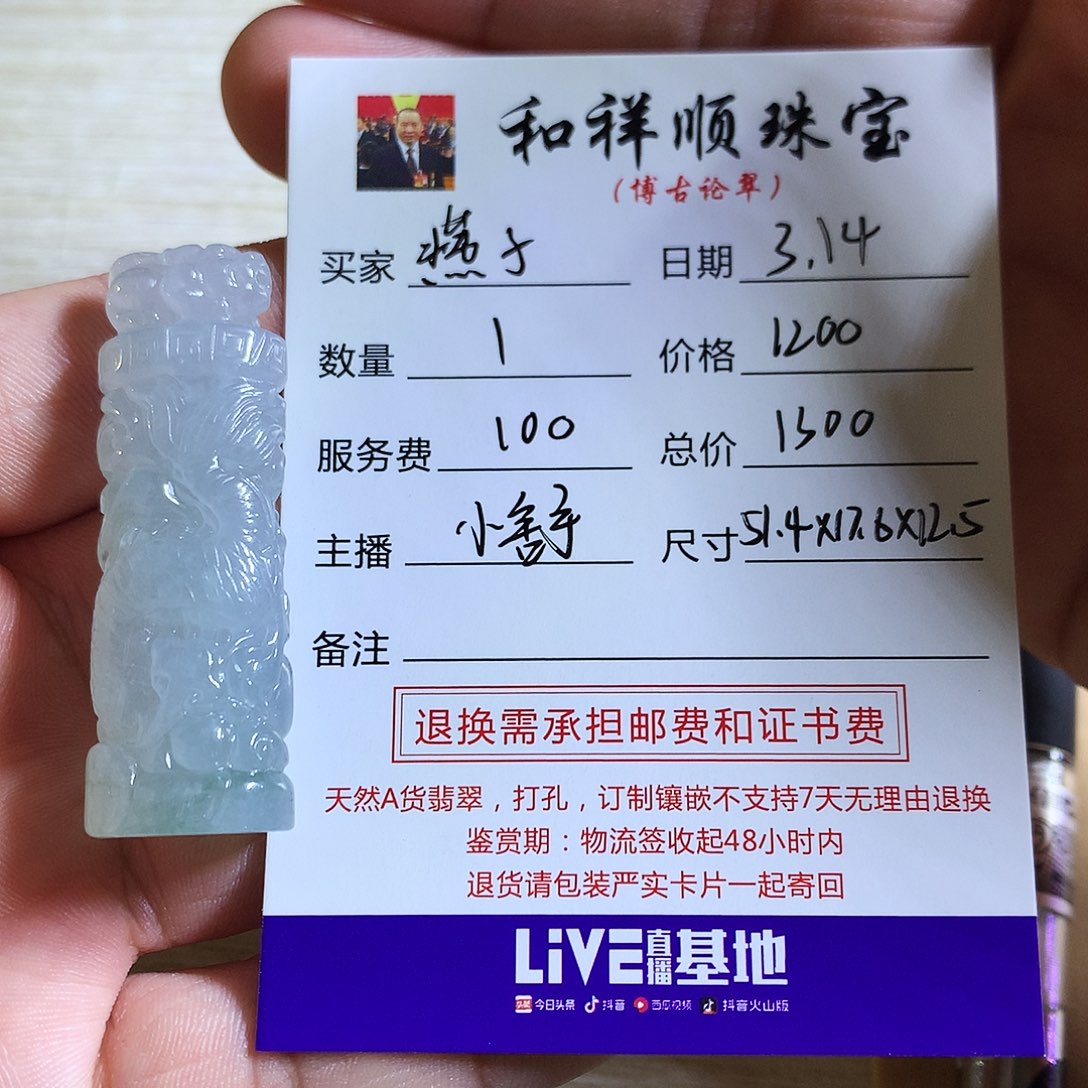 和祥顺珠宝
(博古论翠)
买家 燕子 日期 3.14
数量 1 价格 1200
服务费 100 总价 1300
主播 小舍予 尺寸 51.4X17.6X12.5
备注
退换需承担邮费和证书费
天然A货翡翠，打孔，订制镶嵌不支持7天无理由退换
鉴赏期：物流签收起48小时内
退货请包装严实卡片一起寄回
LiVE直播基地
头条 今日头条 抖音 西瓜视频 抖音火山版